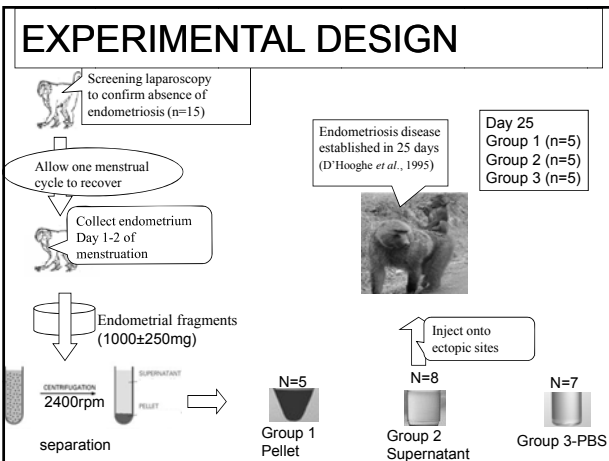 EXPERIMENTAL DESIGN
Screening laparoscopy
to confirm absence of
endometriosis (n=15)
Allow one menstrual
cycle to recover
Collect endometrium
Day 1-2 of
menstruation
Endometrial fragments
(1000±250mg)
CENTRIFUGATION
2400rpm
SUPERNATANT
PELLET
separation
Endometriosis disease
established in 25 days
(D’Hooghe et al., 1995)
Day 25
Group 1 (n=5)
Group 2 (n=5)
Group 3 (n=5)
Inject onto
ectopic sites
N=5
Group 1
Pellet
N=8
Group 2
Supernatant
N=7
Group 3-PBS